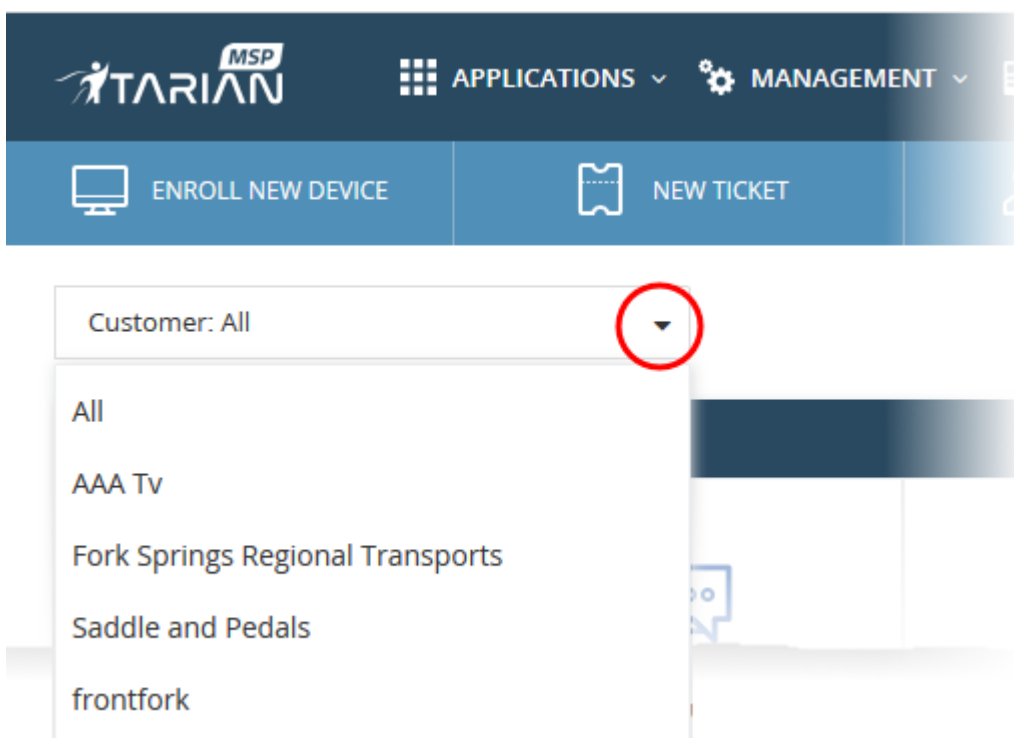 MSP
ITARIAN
APPLICATIONS
MANAGEMENT
ENROLL NEW DEVICE
NEW TICKET
Customer: All
All
AAA Tv
Fork Springs Regional Transports
Saddle and Pedals
frontfork